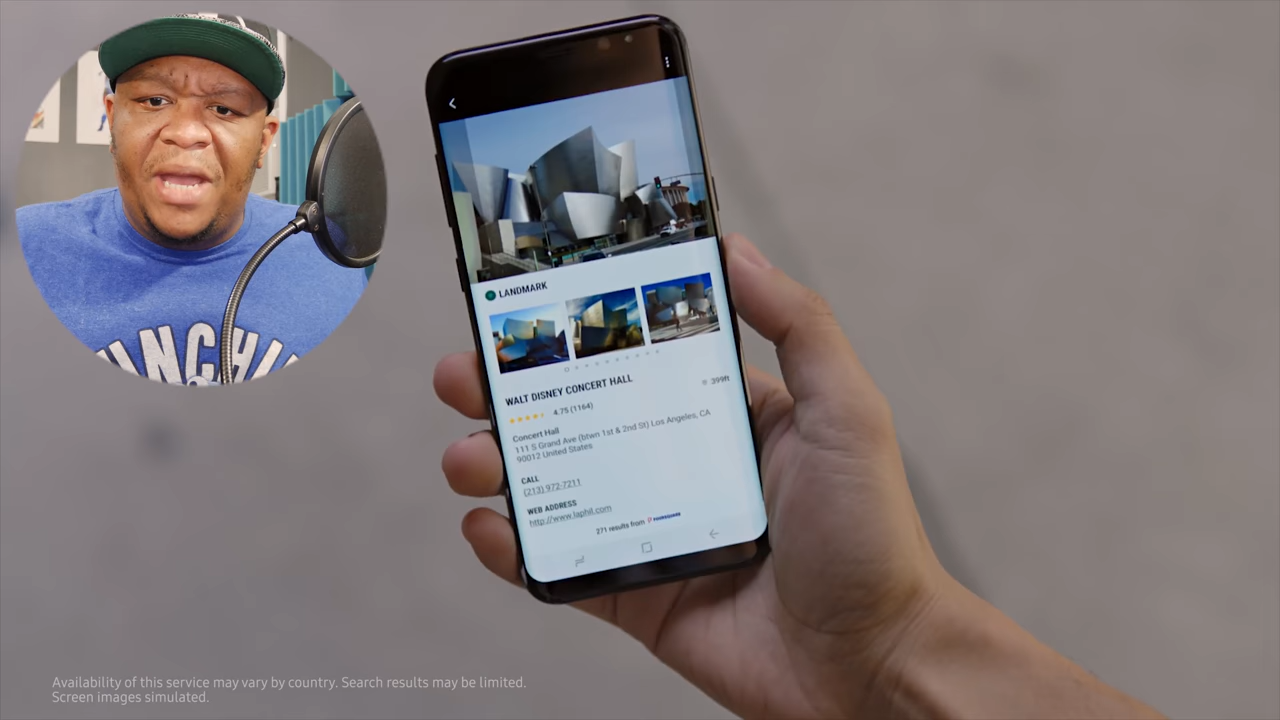 LANDMARK
WALT DISNEY CONCERT HALL
399ft
4.75 (1164)
Concert Hall
111 S Grand Ave (btwn 1st & 2nd St) Los Angeles, CA
90012 United States
CALL
(213) 972-7211
WEB ADDRESS
http://www.laphil.com
271 results from FOURSQUARE
Availability of this service may vary by country. Search results may be limited.
Screen images simulated.